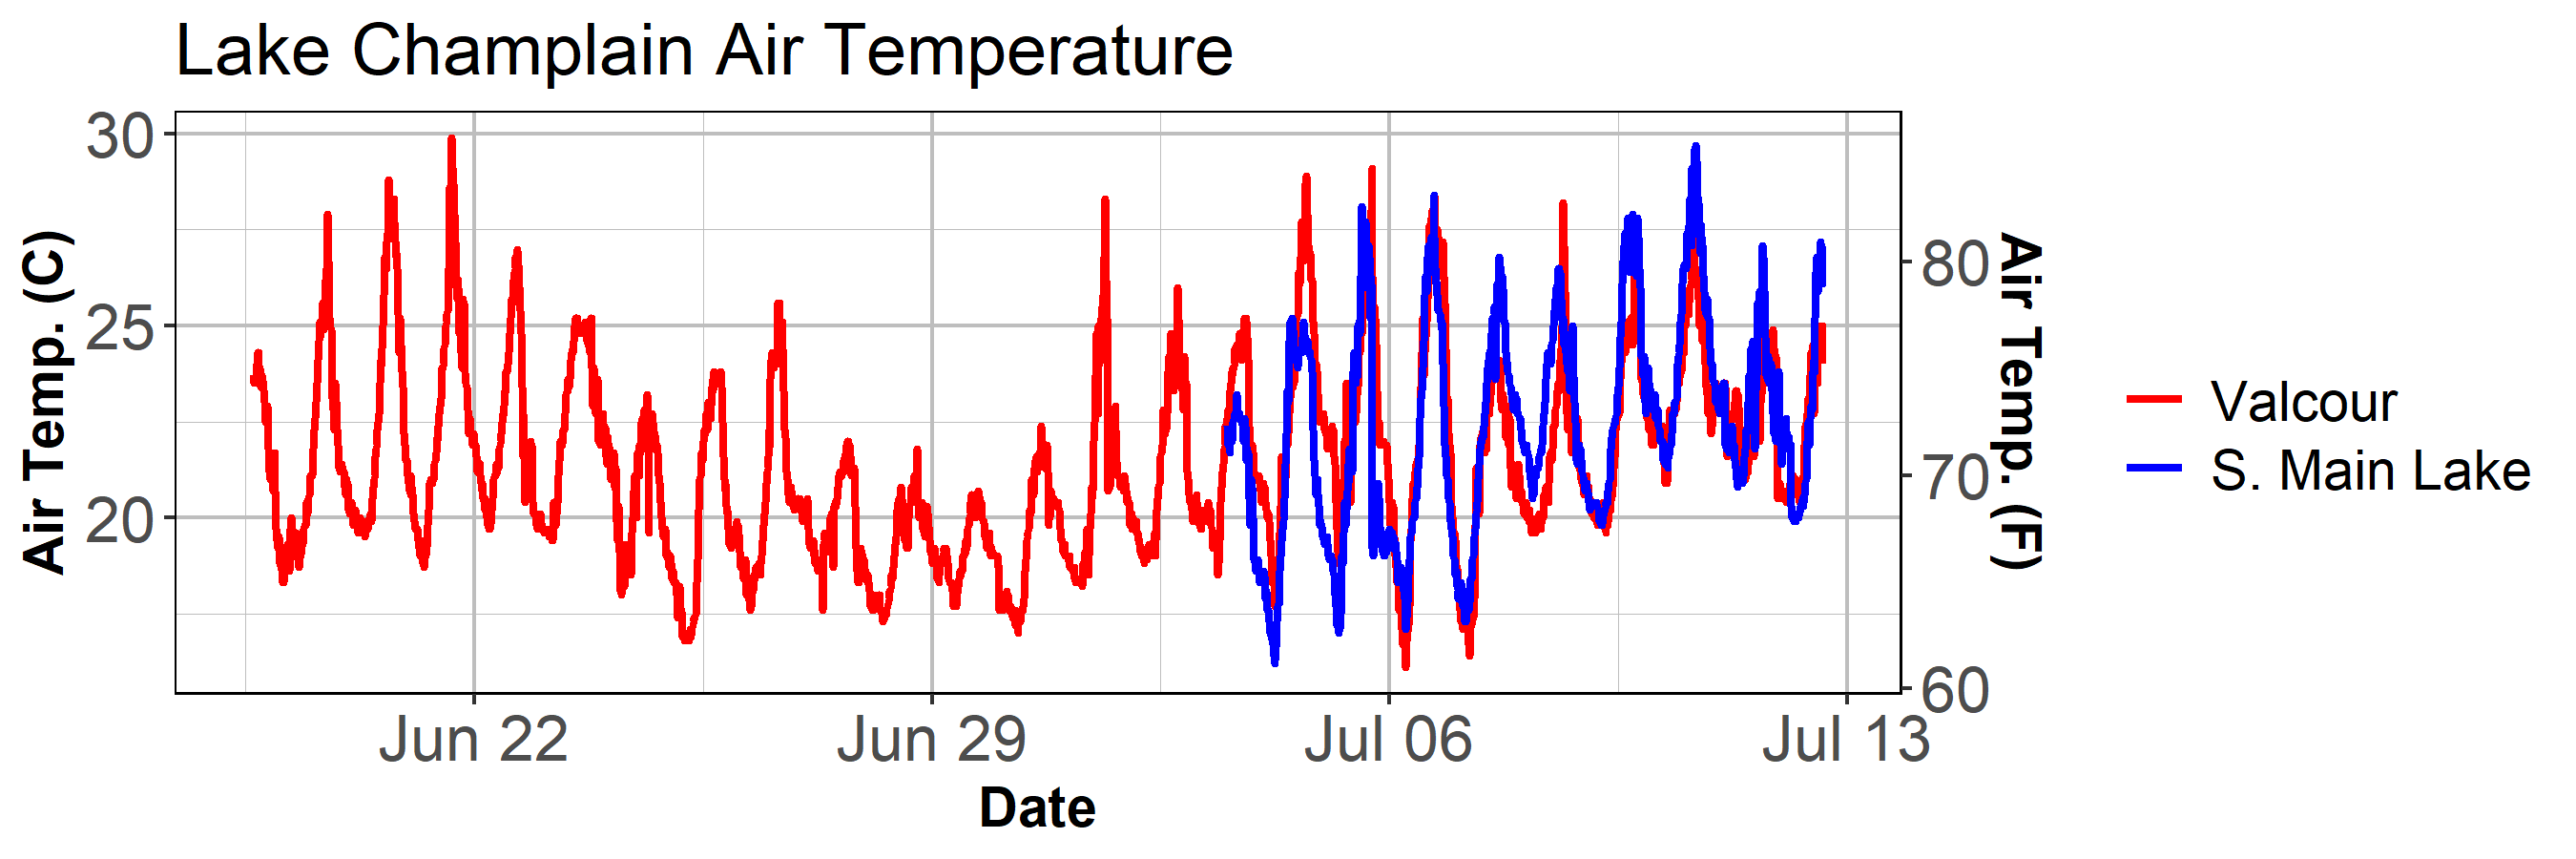 Lake Champlain Air Temperature
30
25
20
Air Temp. (C)
80
70
60
Air Temp. (F)
Jun 22
Jun 29
Jul 06
Jul 13
Date
Valcour
S. Main Lake